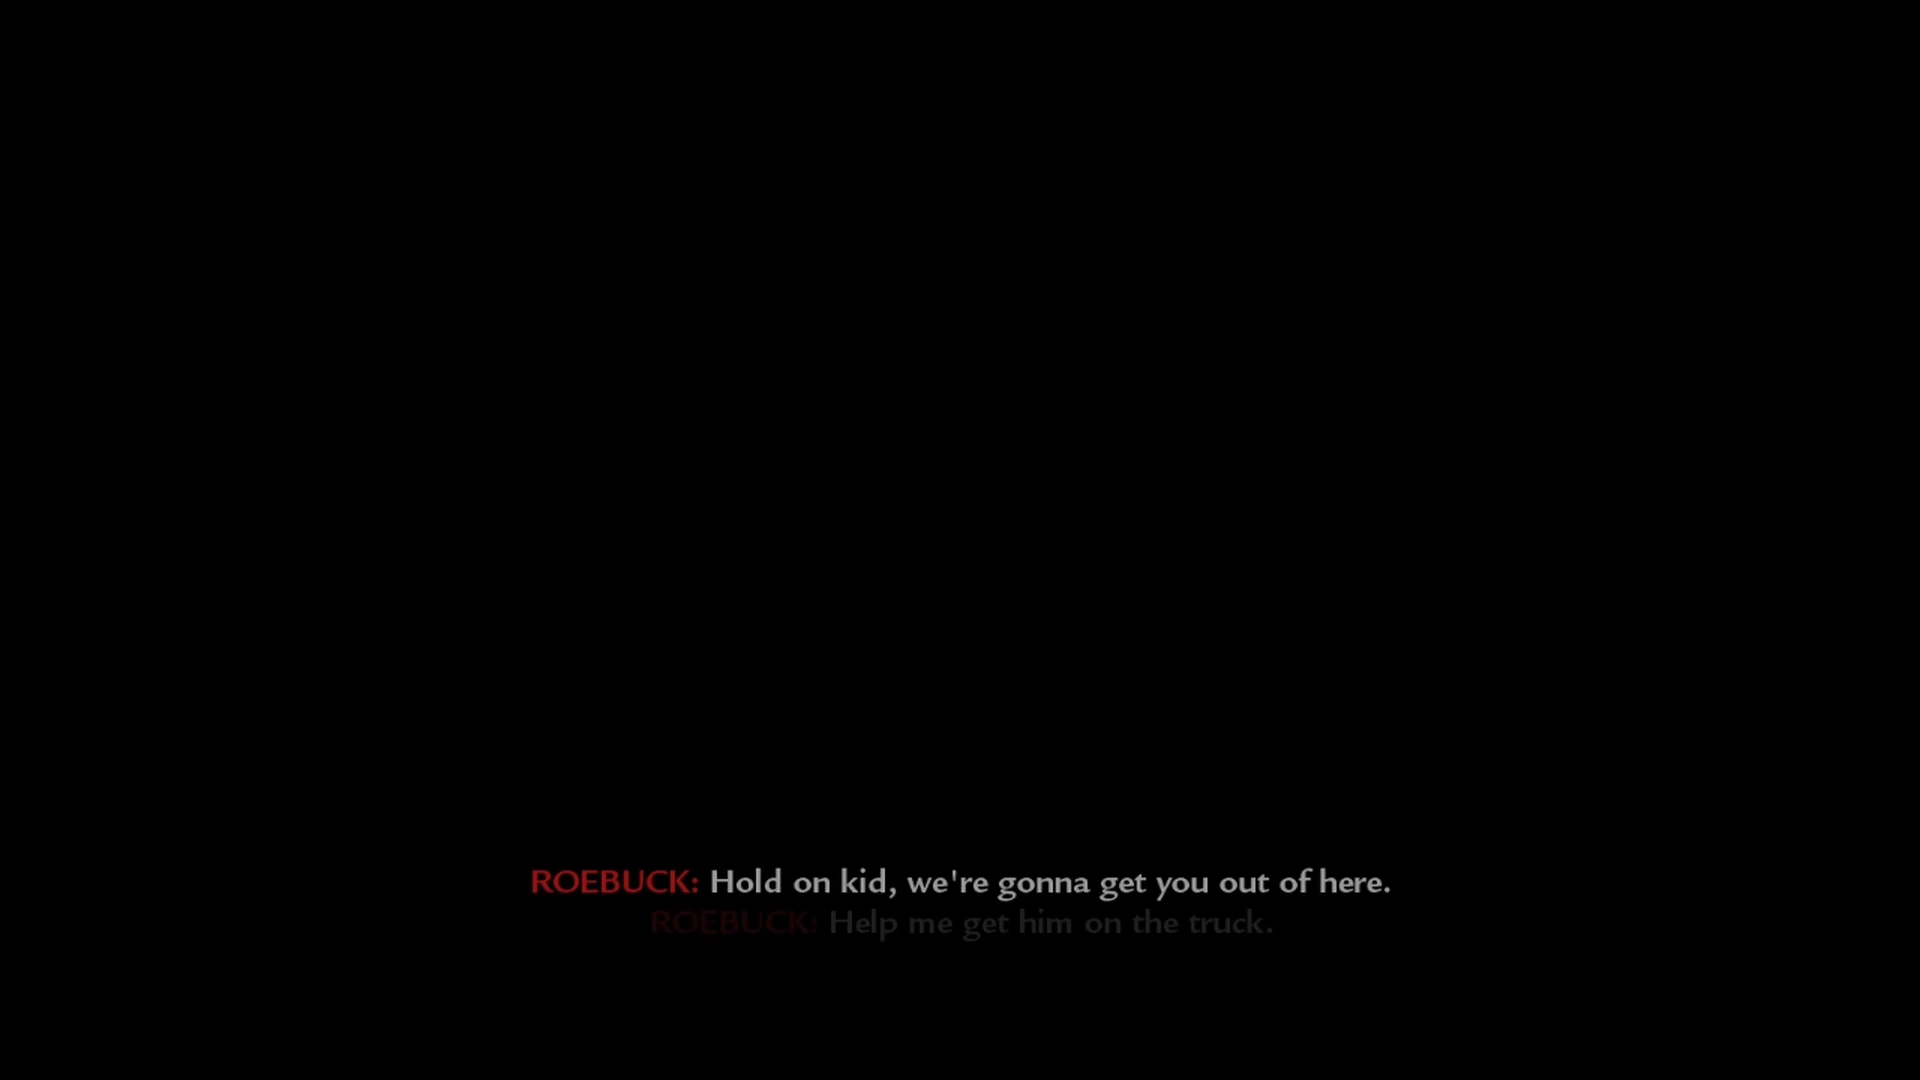 ROEBUCK: Hold on kid, we're gonna get you out of here.
ROEBUCK: Help me get him on the truck.